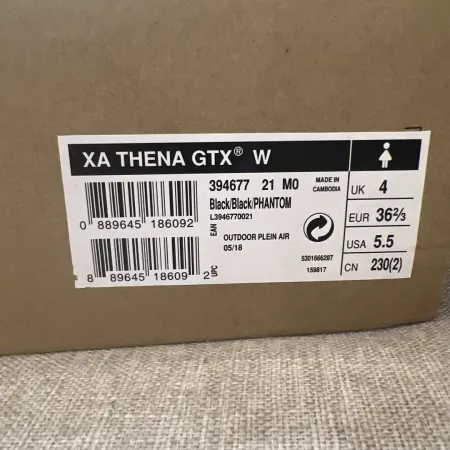 XA THENA GTX® W
394677 21 M0
Black/Black/PHANTOM
L3946770021
MADE IN
CAMBODIA
0 889645 186092
EAN
OUTDOOR PLEIN AIR
05/18
8 89645 18609 2
UPC
5301666287
159817
UK 4
EUR 36⅔
USA 5.5
CN 230(2)